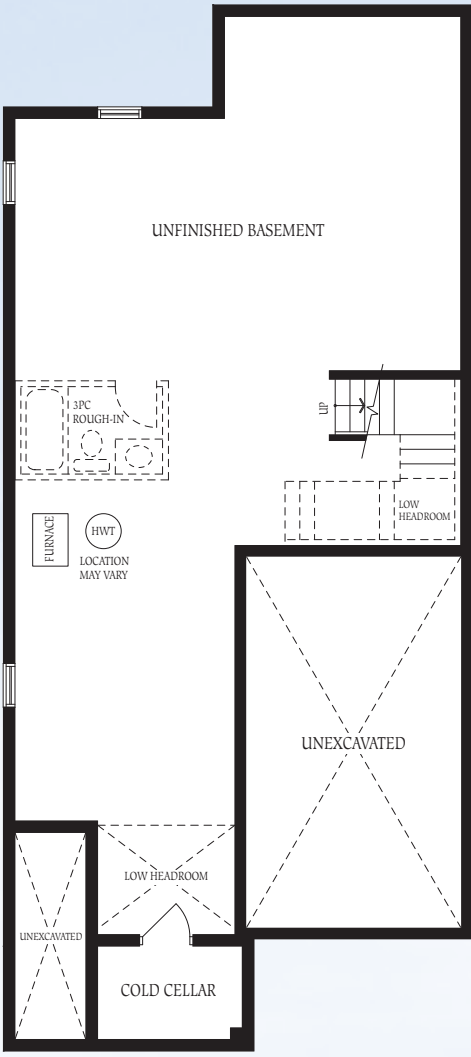 UNFINISHED BASEMENT
3PC
ROUGH-IN
UP
LOW
HEADROOM
FURNACE
HWT
LOCATION
MAY VARY
UNEXCAVATED
LOW HEADROOM
UNEXCAVATED
COLD CELLAR